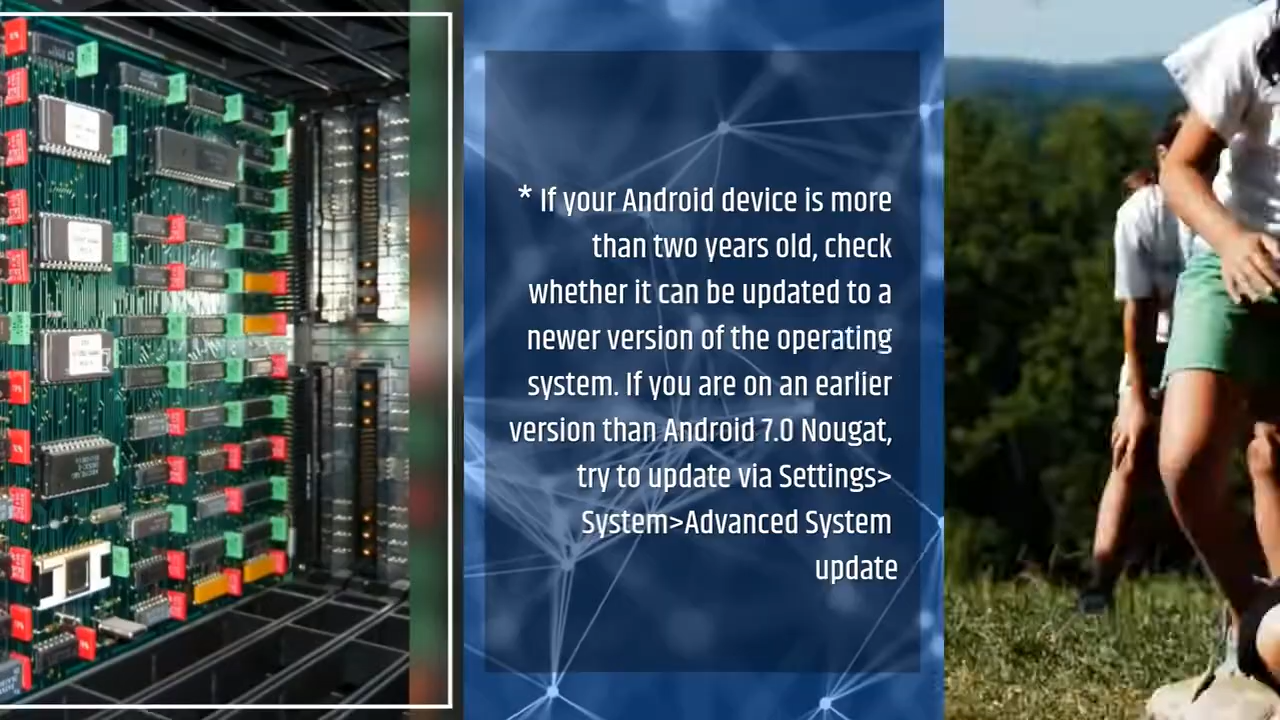 * If your Android device is more
than two years old, check
whether it can be updated to a
newer version of the operating
system. If you are on an earlier
version than Android 7.0 Nougat,
try to update via Settings>
System>Advanced System
update